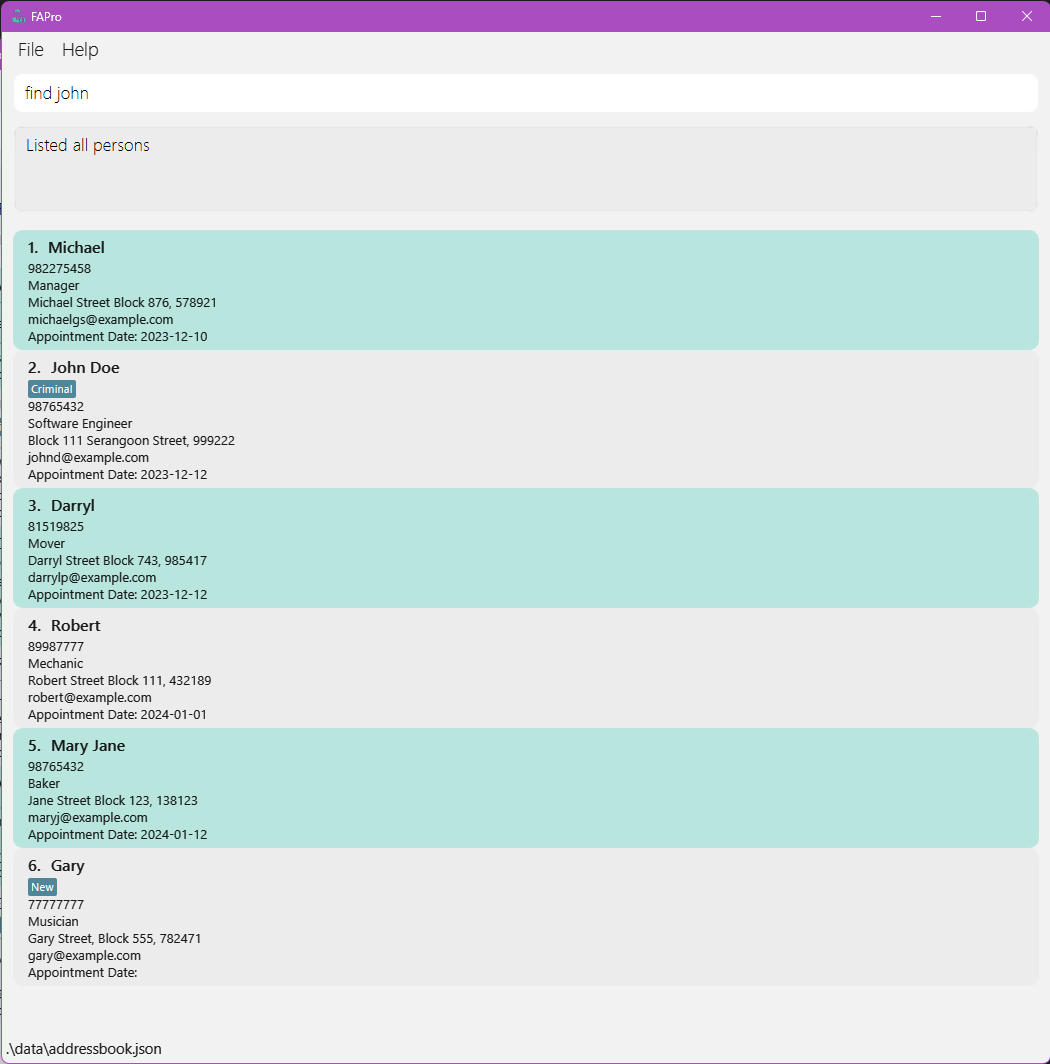 FAPro
File Help
find john
Listed all persons
1. Michael
982275458
Manager
Michael Street Block 876, 578921
michaelgs@example.com
Appointment Date: 2023-12-10
2. John Doe
Criminal
98765432
Software Engineer
Block 111 Serangoon Street, 999222
johnd@example.com
Appointment Date: 2023-12-12
3. Darryl
81519825
Mover
Darryl Street Block 743, 985417
darrylp@example.com
Appointment Date: 2023-12-12
4. Robert
89987777
Mechanic
Robert Street Block 111, 432189
robert@example.com
Appointment Date: 2024-01-01
5. Mary Jane
98765432
Baker
Jane Street Block 123, 138123
maryj@example.com
Appointment Date: 2024-01-12
6. Gary
New
77777777
Musician
Gary Street, Block 555, 782471
gary@example.com
Appointment Date:
.\data\addressbook.json